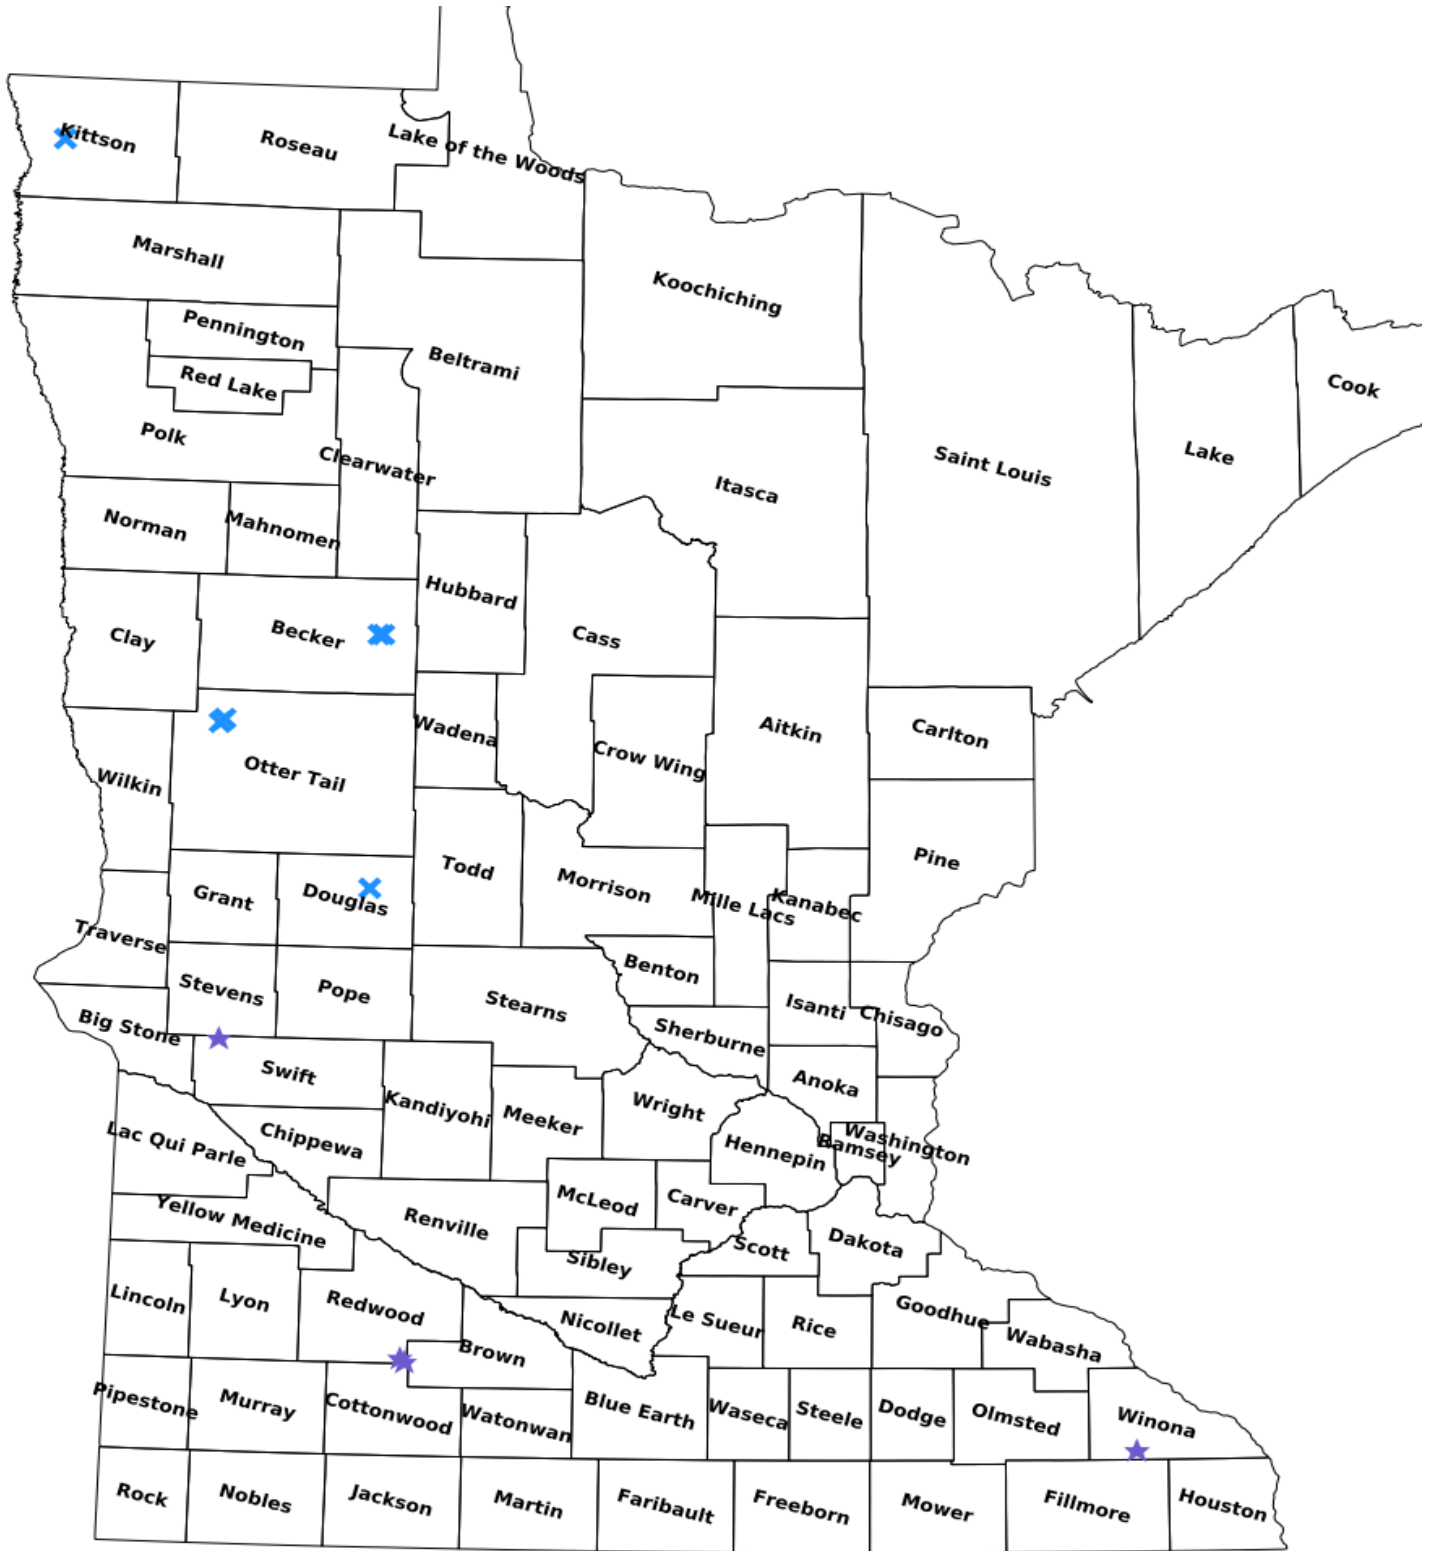 Kittson
Roseau
Lake of the Woods
Marshall
Koochiching
Pennington
Beltrami
Red Lake
Cook
Polk
Clearwater
Saint Louis
Lake
Itasca
Norman
Mahnomen
Hubbard
Clay
Becker
Cass
Wadena
Aitkin
Carlton
Crow Wing
Otter Tail
Wilkin
Todd
Pine
Grant
Douglas
Morrison
Mille Lacs
Kanabec
Traverse
Benton
Stevens
Pope
Stearns
Isanti
Chisago
Big Stone
Sherburne
Swift
Anoka
Kandiyohi
Meeker
Wright
Lac Qui Parle
Chippewa
Hennepin
Ramsey
Washington
McLeod
Carver
Yellow Medicine
Renville
Scott
Dakota
Sibley
Lincoln
Lyon
Redwood
Nicollet
Le Sueur
Rice
Goodhue
Wabasha
Brown
Pipestone
Murray
Cottonwood
Watonwan
Blue Earth
Waseca
Steele
Dodge
Olmsted
Winona
Rock
Nobles
Jackson
Martin
Faribault
Freeborn
Mower
Fillmore
Houston